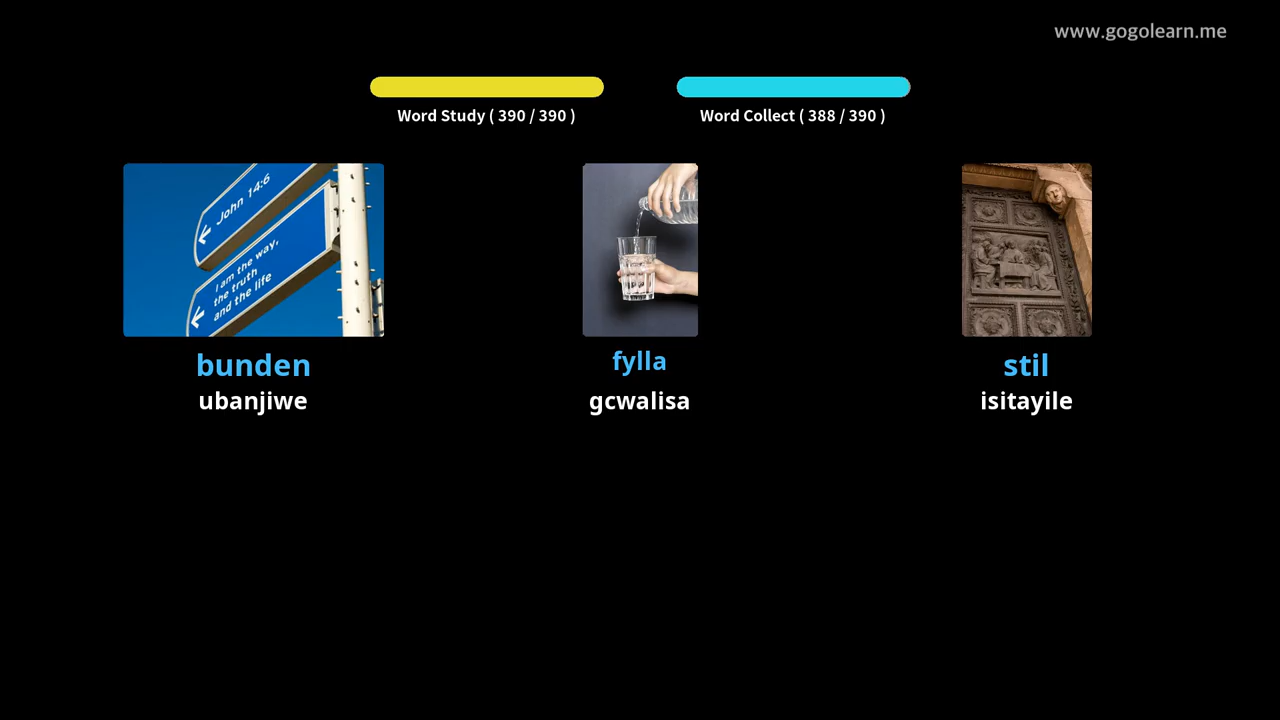 www.gogolearn.me
Word Study ( 390 / 390 )
Word Collect ( 388 / 390 )
John 14:6
I am the way,
the truth
and the life
bunden
ubanjiwe
fylla
gcwalisa
stil
isitayile